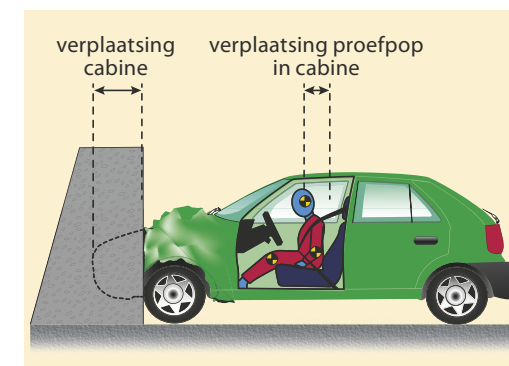 verplaatsing
cabine
verplaatsing proefpop
in cabine